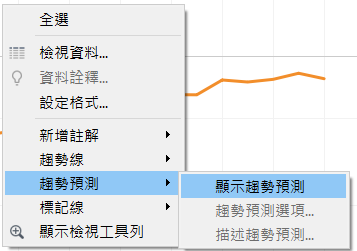 全選
檢視資料...
資料詮釋...
設定格式...
新增註解
趨勢線
趨勢預測
標記線
顯示檢視工具列
顯示趨勢預測
趨勢預測選項...
描述趨勢預測...